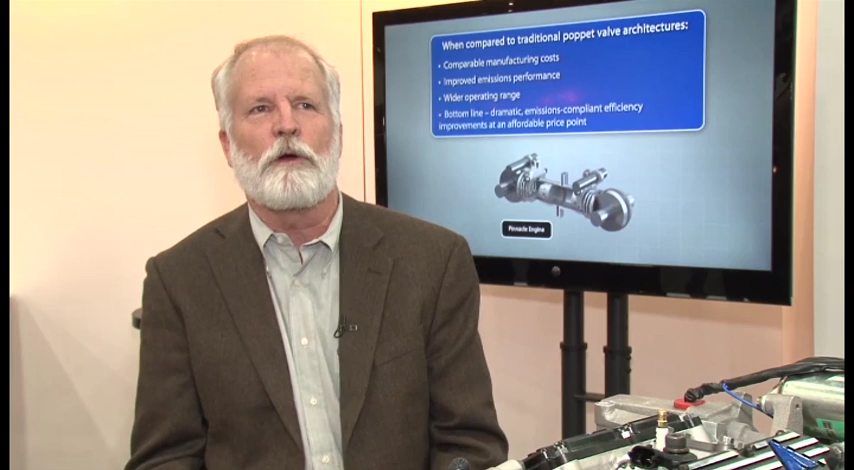 When compared to traditional poppet valve architectures:
• Comparable manufacturing costs
• Improved emissions performance
• Wider operating range
• Bottom line – dramatic, emissions-compliant efficiency
improvements at an affordable price point
Pinnacle Engine